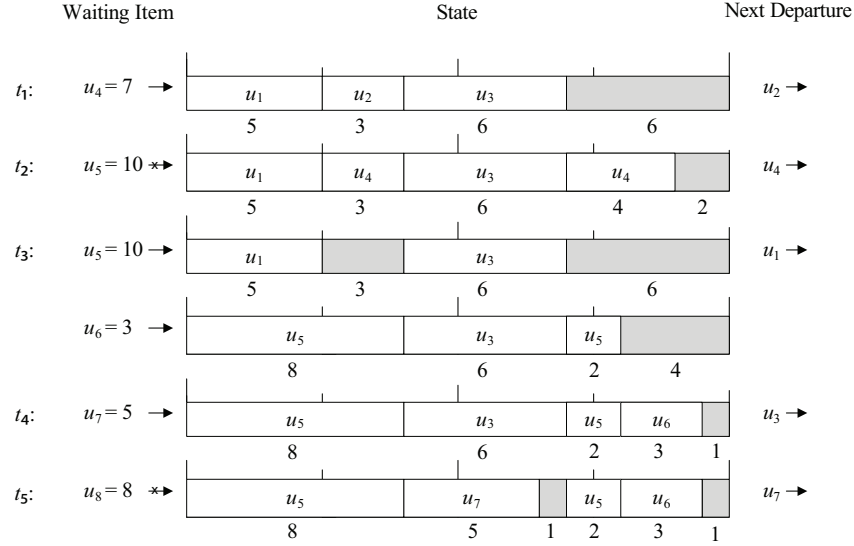 Waiting Item State Next Departure
t₁: u₄ = 7 u₁ u₂ u₃ u₂
5 3 6 6
t₂: u₅ = 10 u₁ u₄ u₃ u₄ u₄
5 3 6 4 2
t₃: u₅ = 10 u₁ u₃ u₁
5 3 6 6
u₆ = 3 u₅ u₃ u₅
8 6 2 4
t₄: u₇ = 5 u₅ u₃ u₅ u₆ u₃
8 6 2 3 1
t₅: u₈ = 8 u₅ u₇ u₅ u₆ u₇
8 5 1 2 3 1